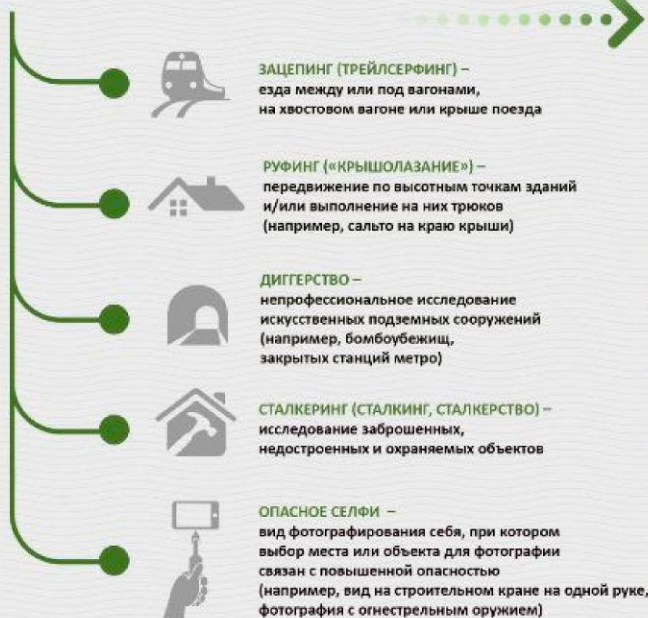 ЗАЦЕПИНГ (ТРЕЙЛСЕРФИНГ) –
езда между или под вагонами,
на хвостовом вагоне или крыше поезда
РУФИНГ («КРЫШОЛАЗАНИЕ») –
передвижение по высотным точкам зданий
и/или выполнение на них трюков
(например, сальто на краю крыши)
ДИГГЕРСТВО –
непрофессиональное исследование
искусственных подземных сооружений
(например, бомбоубежищ,
закрытых станций метро)
СТАЛКЕРИНГ (СТАЛКИНГ, СТАЛКЕРСТВО) –
исследование заброшенных,
недостроенных и охраняемых объектов
ОПАСНОЕ СЕЛФИ –
вид фотографирования себя, при котором
выбор места или объекта для фотографии
связан с повышенной опасностью
(например, вид на строительном кране на одной руке,
фотография с огнестрельным оружием)